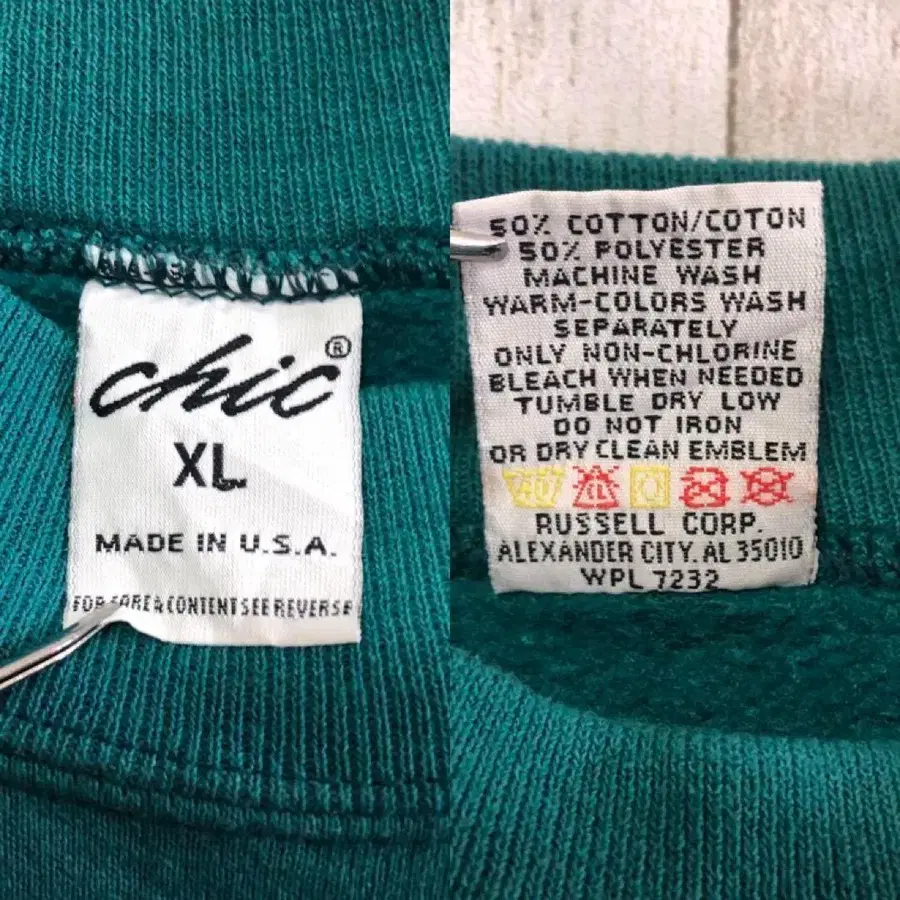 chic®
XL
MADE IN U.S.A.
FOR CARE & CONTENT SEE REVERSE
50% COTTON/COTON
50% POLYESTER
MACHINE WASH
WARM-COLORS WASH
SEPARATELY
ONLY NON-CHLORINE
BLEACH WHEN NEEDED
TUMBLE DRY LOW
DO NOT IRON
OR DRY CLEAN EMBLEM
40 CL
RUSSELL CORP.
ALEXANDER CITY, AL 35010
WPL 7232